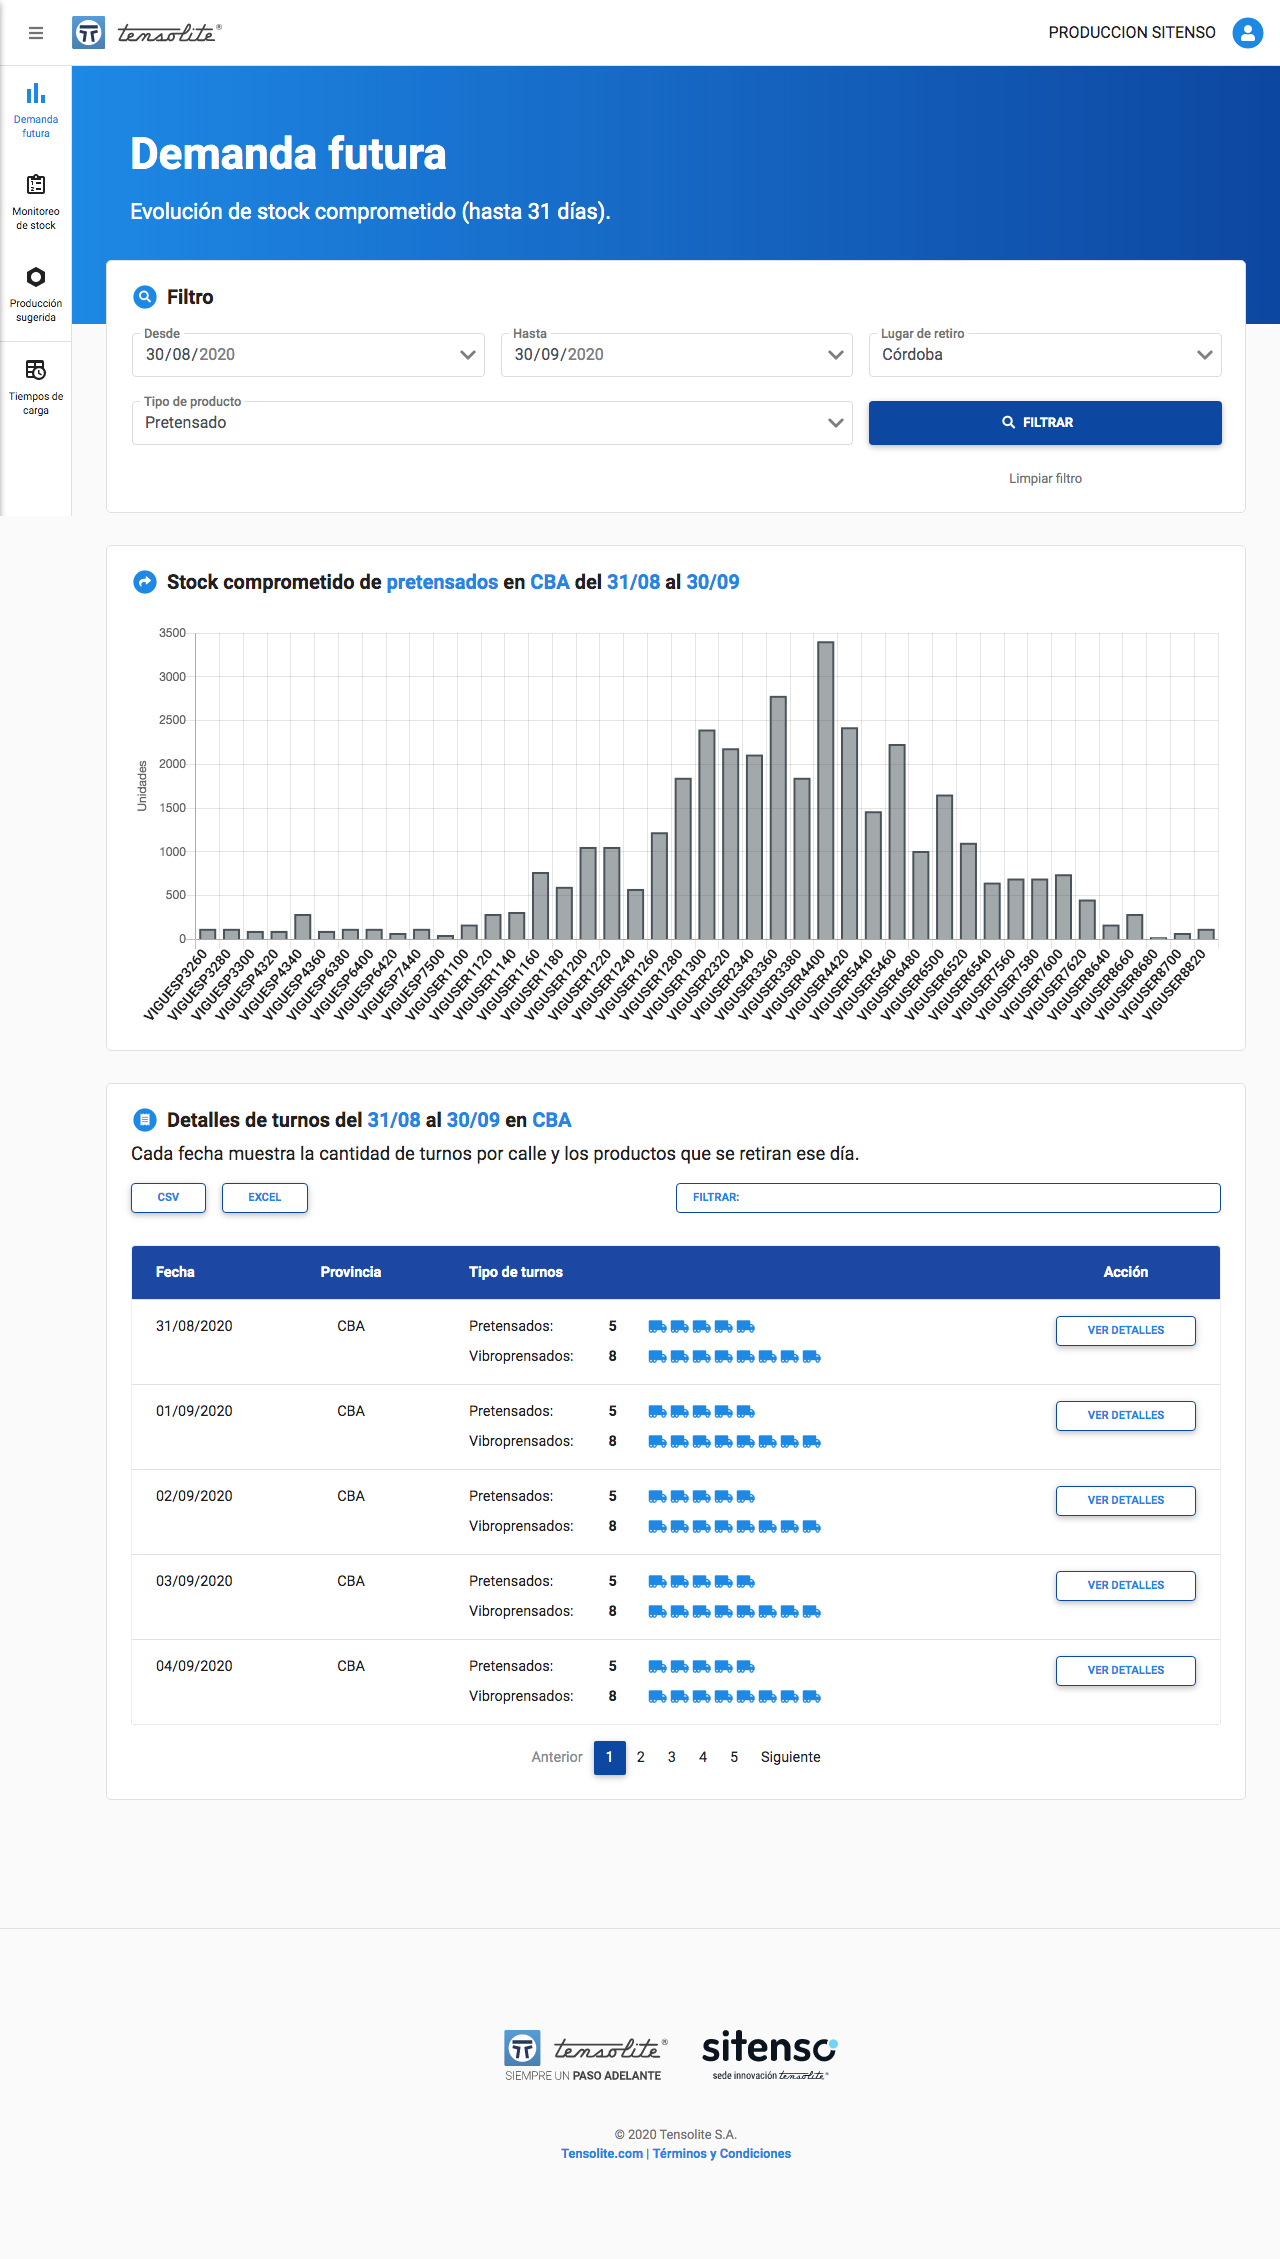 tensolite®
PRODUCCION SITENSO
Demanda
futura
Monitoreo
de stock
Producción
sugerida
Tiempos de
carga
Demanda futura
Evolución de stock comprometido (hasta 31 días).
Filtro
Desde
30/08/2020
Hasta
30/09/2020
Lugar de retiro
Córdoba
Tipo de producto
Pretensado
FILTRAR
Limpiar filtro
Stock comprometido de pretensados en CBA del 31/08 al 30/09
Unidades
3500
3000
2500
2000
1500
1000
500
0
VIGUESP3260
VIGUESP3280
VIGUESP3300
VIGUESP4320
VIGUESP4340
VIGUESP4360
VIGUESP6380
VIGUESP6400
VIGUESP6420
VIGUESP7440
VIGUESP7500
VIGUSER1100
VIGUSER1120
VIGUSER1140
VIGUSER1160
VIGUSER1180
VIGUSER1200
VIGUSER1220
VIGUSER1240
VIGUSER1260
VIGUSER1280
VIGUSER1300
VIGUSER2320
VIGUSER2340
VIGUSER3360
VIGUSER3380
VIGUSER4400
VIGUSER4420
VIGUSER5440
VIGUSER5460
VIGUSER6480
VIGUSER6500
VIGUSER6520
VIGUSER6540
VIGUSER7560
VIGUSER7580
VIGUSER7600
VIGUSER7620
VIGUSER8640
VIGUSER8660
VIGUSER8680
VIGUSER8700
VIGUSER8820
Detalles de turnos del 31/08 al 30/09 en CBA
Cada fecha muestra la cantidad de turnos por calle y los productos que se retiran ese día.
CSV EXCEL FILTRAR:
Fecha Provincia Tipo de turnos Acción
31/08/2020 CBA Pretensados: 5 VER DETALLES
Vibroprensados: 8
01/09/2020 CBA Pretensados: 5 VER DETALLES
Vibroprensados: 8
02/09/2020 CBA Pretensados: 5 VER DETALLES
Vibroprensados: 8
03/09/2020 CBA Pretensados: 5 VER DETALLES
Vibroprensados: 8
04/09/2020 CBA Pretensados: 5 VER DETALLES
Vibroprensados: 8
Anterior 1 2 3 4 5 Siguiente
tensolite®
SIEMPRE UN PASO ADELANTE
sitenso
sede innovación tensolite®
© 2020 Tensolite S.A.
Tensolite.com | Términos y Condiciones